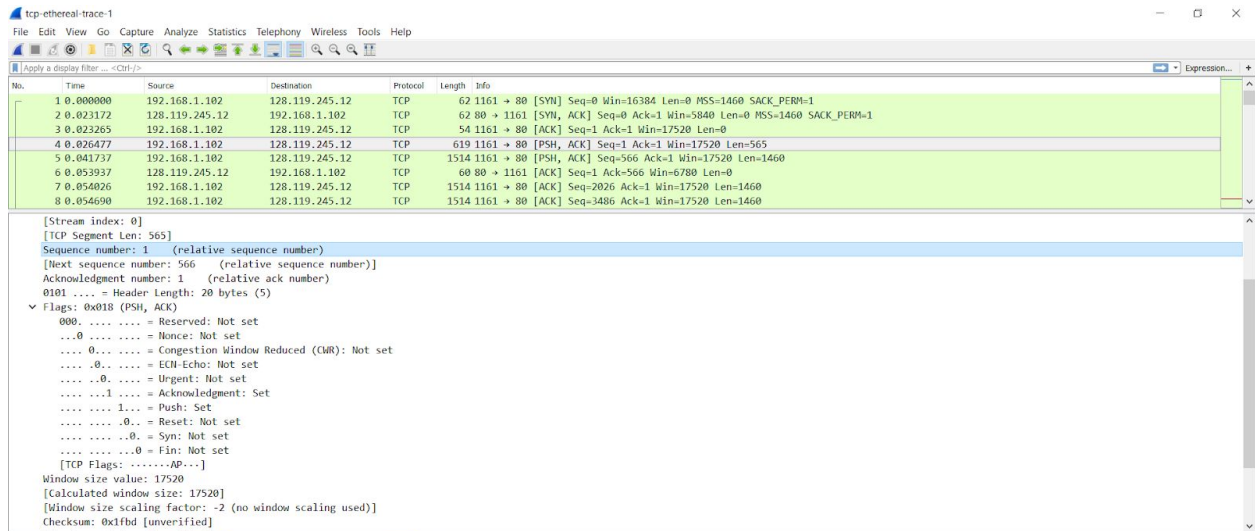 tcp-ethereal-trace-1
File Edit View Go Capture Analyze Statistics Telephony Wireless Tools Help
Apply a display filter ... <Ctrl-/> Expression... +
No. Time Source Destination Protocol Length Info
1 0.000000 192.168.1.102 128.119.245.12 TCP 62 1161 → 80 [SYN] Seq=0 Win=16384 Len=0 MSS=1460 SACK_PERM=1
2 0.023172 128.119.245.12 192.168.1.102 TCP 62 80 → 1161 [SYN, ACK] Seq=0 Ack=1 Win=5840 Len=0 MSS=1460 SACK_PERM=1
3 0.023265 192.168.1.102 128.119.245.12 TCP 54 1161 → 80 [ACK] Seq=1 Ack=1 Win=17520 Len=0
4 0.026477 192.168.1.102 128.119.245.12 TCP 619 1161 → 80 [PSH, ACK] Seq=1 Ack=1 Win=17520 Len=565
5 0.041737 192.168.1.102 128.119.245.12 TCP 1514 1161 → 80 [PSH, ACK] Seq=566 Ack=1 Win=17520 Len=1460
6 0.053937 128.119.245.12 192.168.1.102 TCP 60 80 → 1161 [ACK] Seq=1 Ack=566 Win=6780 Len=0
7 0.054026 192.168.1.102 128.119.245.12 TCP 1514 1161 → 80 [ACK] Seq=2026 Ack=1 Win=17520 Len=1460
8 0.054690 192.168.1.102 128.119.245.12 TCP 1514 1161 → 80 [ACK] Seq=3486 Ack=1 Win=17520 Len=1460
[Stream index: 0]
[TCP Segment Len: 565]
Sequence number: 1 (relative sequence number)
[Next sequence number: 566 (relative sequence number)]
Acknowledgment number: 1 (relative ack number)
0101 .... = Header Length: 20 bytes (5)
Flags: 0x018 (PSH, ACK)
000. .... .... = Reserved: Not set
...0 .... .... = Nonce: Not set
.... 0... .... = Congestion Window Reduced (CWR): Not set
.... .0.. .... = ECN-Echo: Not set
.... ..0. .... = Urgent: Not set
.... ...1 .... = Acknowledgment: Set
.... .... 1... = Push: Set
.... .... .0.. = Reset: Not set
.... .... ..0. = Syn: Not set
.... .... ...0 = Fin: Not set
[TCP Flags: ·······AP···]
Window size value: 17520
[Calculated window size: 17520]
[Window size scaling factor: -2 (no window scaling used)]
Checksum: 0x1fbd [unverified]